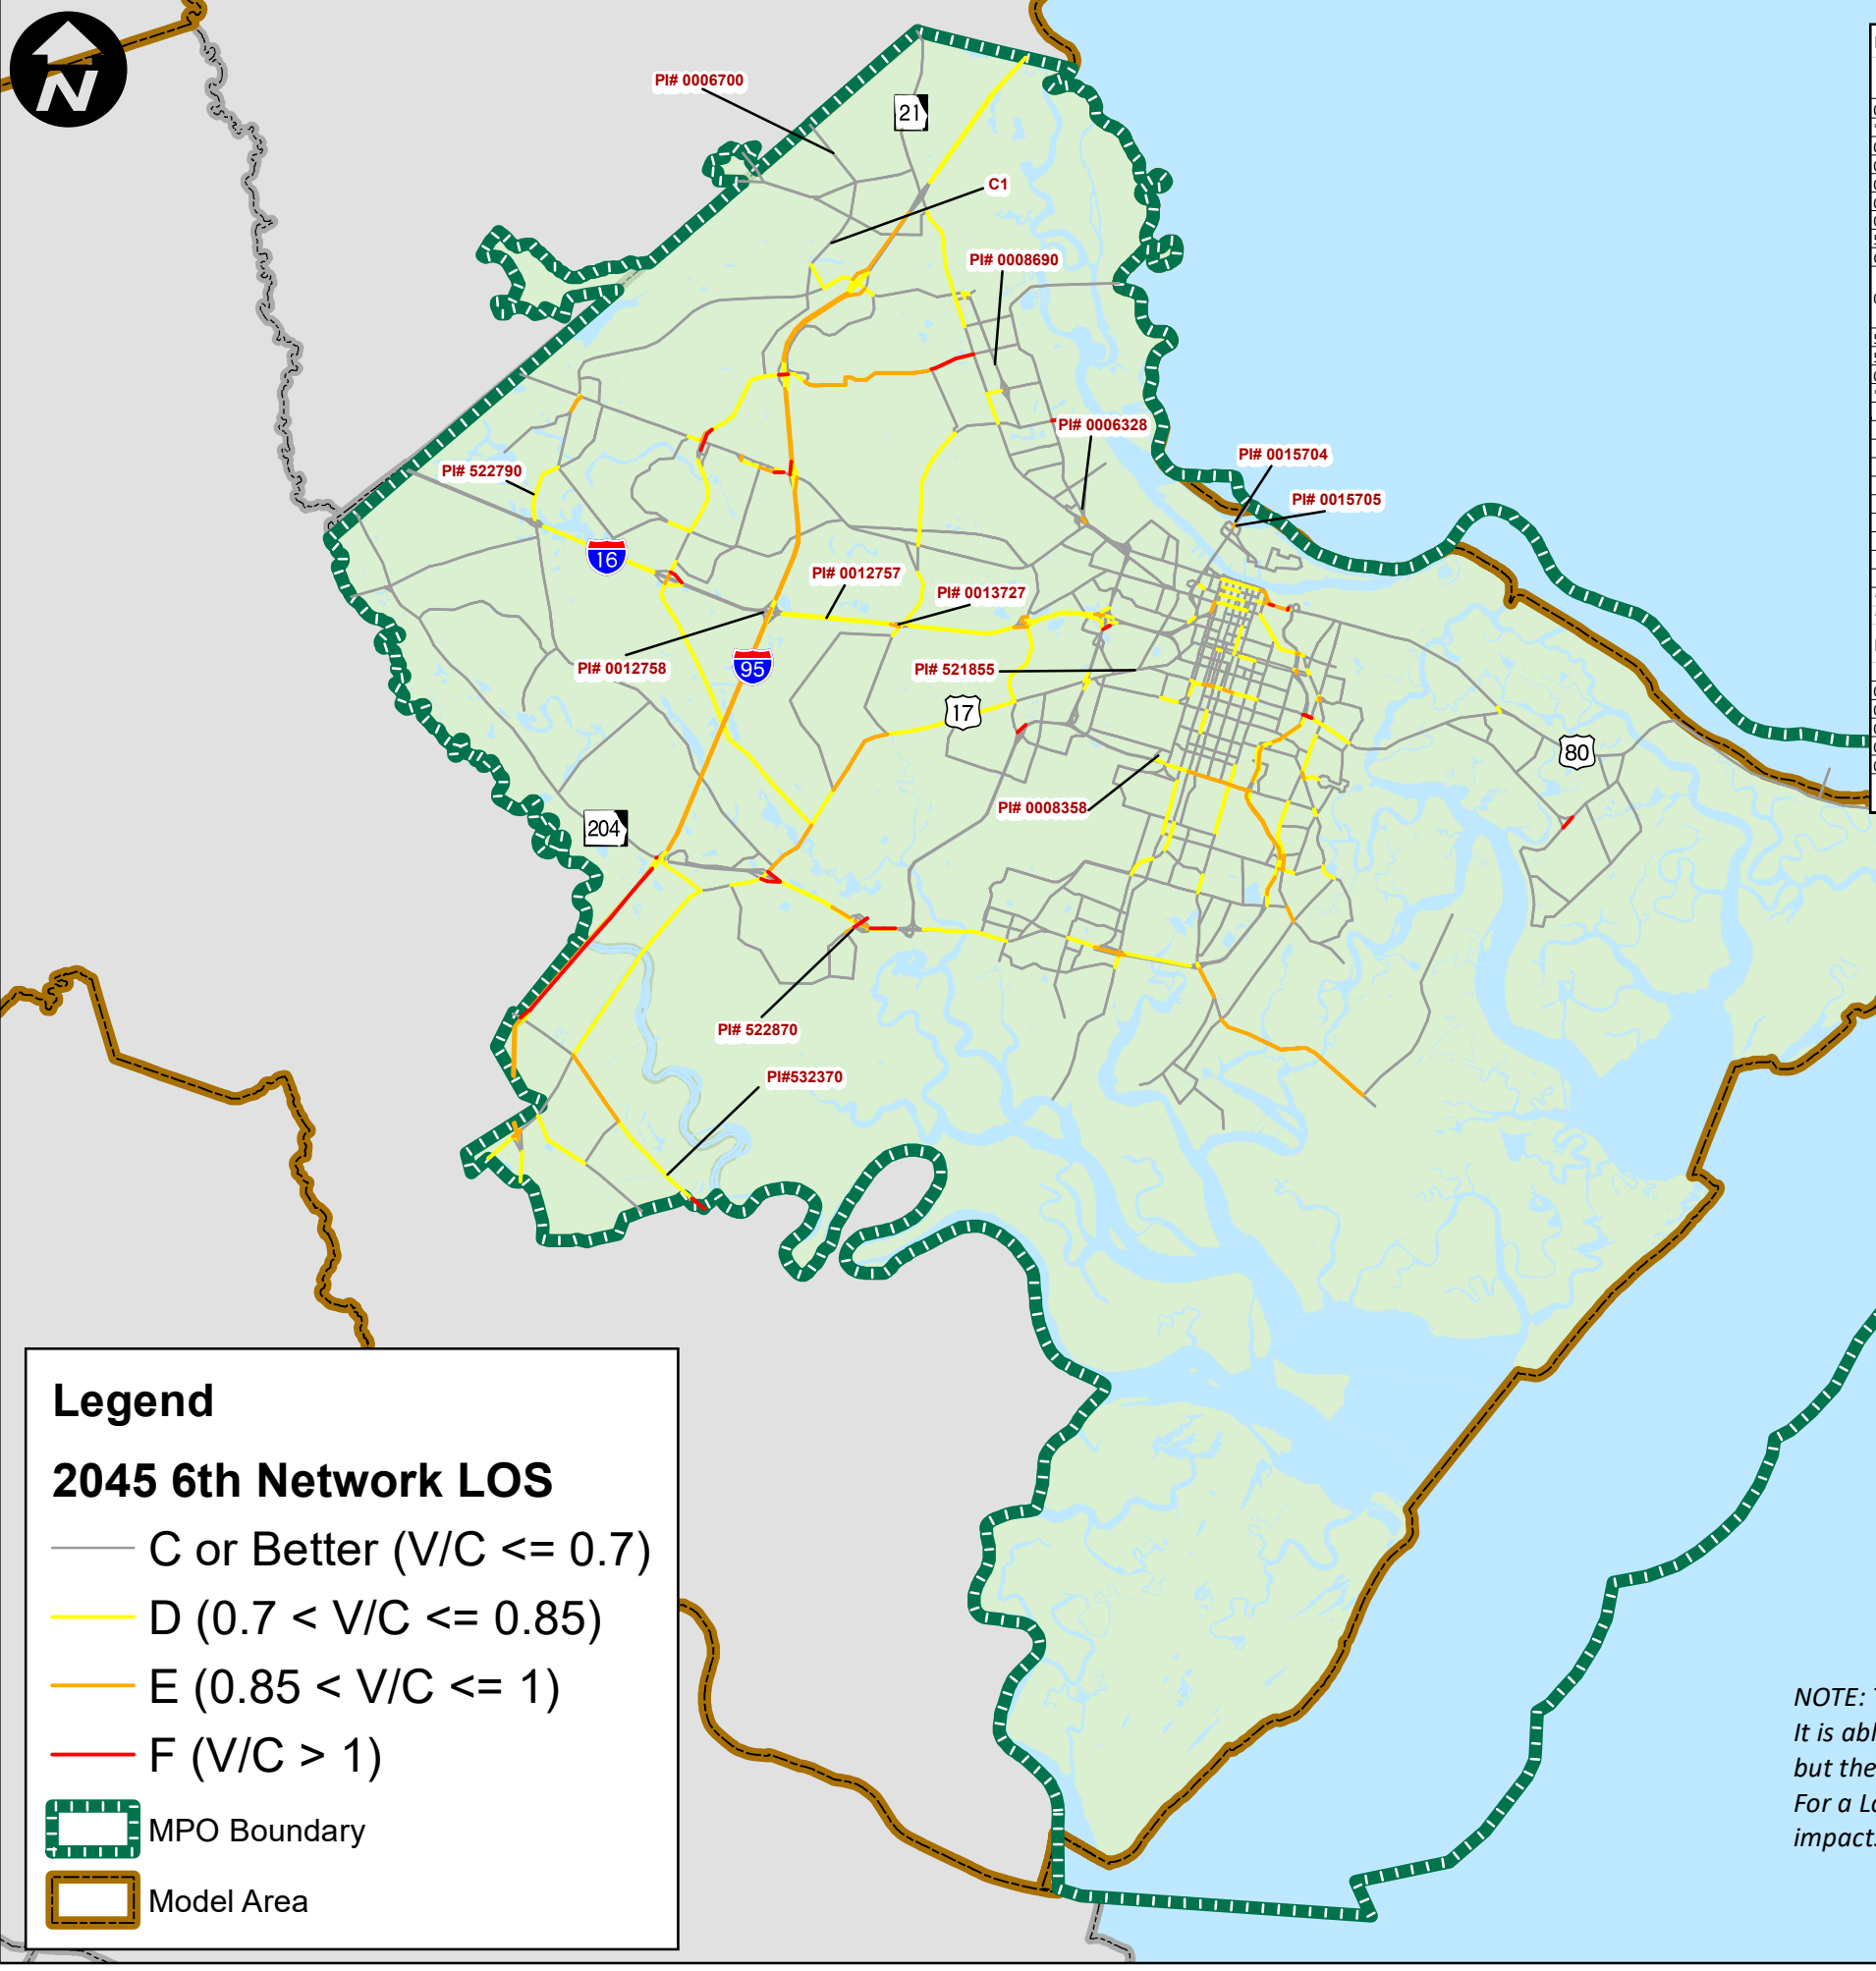 N
PI# 0006700
21
C1
PI# 0008690
PI# 0006328
PI# 0015704
PI# 522790
PI# 0015705
16
PI# 0012757
PI# 0013727
PI# 0012758
95
PI# 521855
17
80
PI# 0008358
204
PI# 522870
PI#532370
Legend
2045 6th Network LOS
C or Better (V/C <= 0.7)
D (0.7 < V/C <= 0.85)
E (0.85 < V/C <= 1)
F (V/C > 1)
MPO Boundary
Model Area
NOTE:
It is
but the
For a